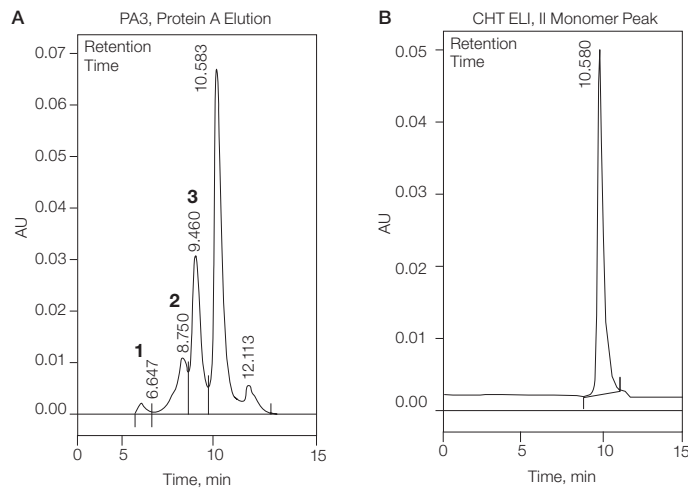 A
PA3, Protein A Elution
Retention
Time
0.07
0.06
0.05
0.04
0.03
0.02
0.01
0.00
AU
1
6.647
2
8.750
3
9.460
10.583
12.113
0
5
10
15
Time, min
B
CHT ELI, II Monomer Peak
Retention
Time
0.05
0.04
0.03
0.02
0.01
0.00
AU
10.580
0
5
10
15
Time, min